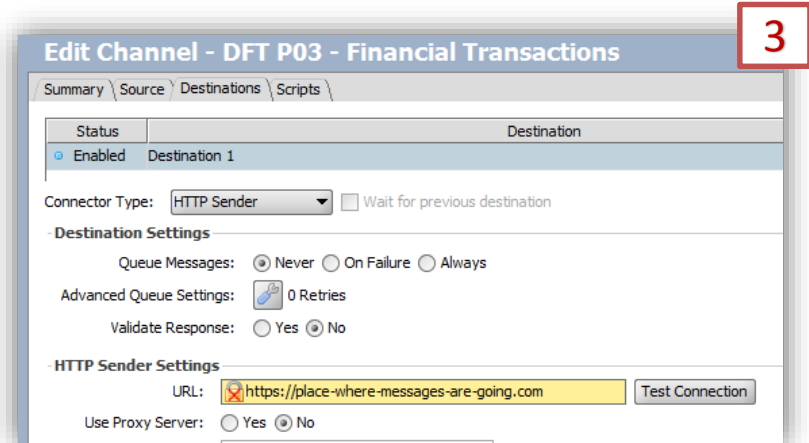 3
Edit Channel - DFT P03 - Financial Transactions
Summary Source Destinations Scripts
Status Destination
Enabled Destination 1
Connector Type: HTTP Sender Wait for previous destination
Destination Settings
Queue Messages: Never On Failure Always
Advanced Queue Settings: 0 Retries
Validate Response: Yes No
HTTP Sender Settings
URL: https://place-where-messages-are-going.com Test Connection
Use Proxy Server: Yes No